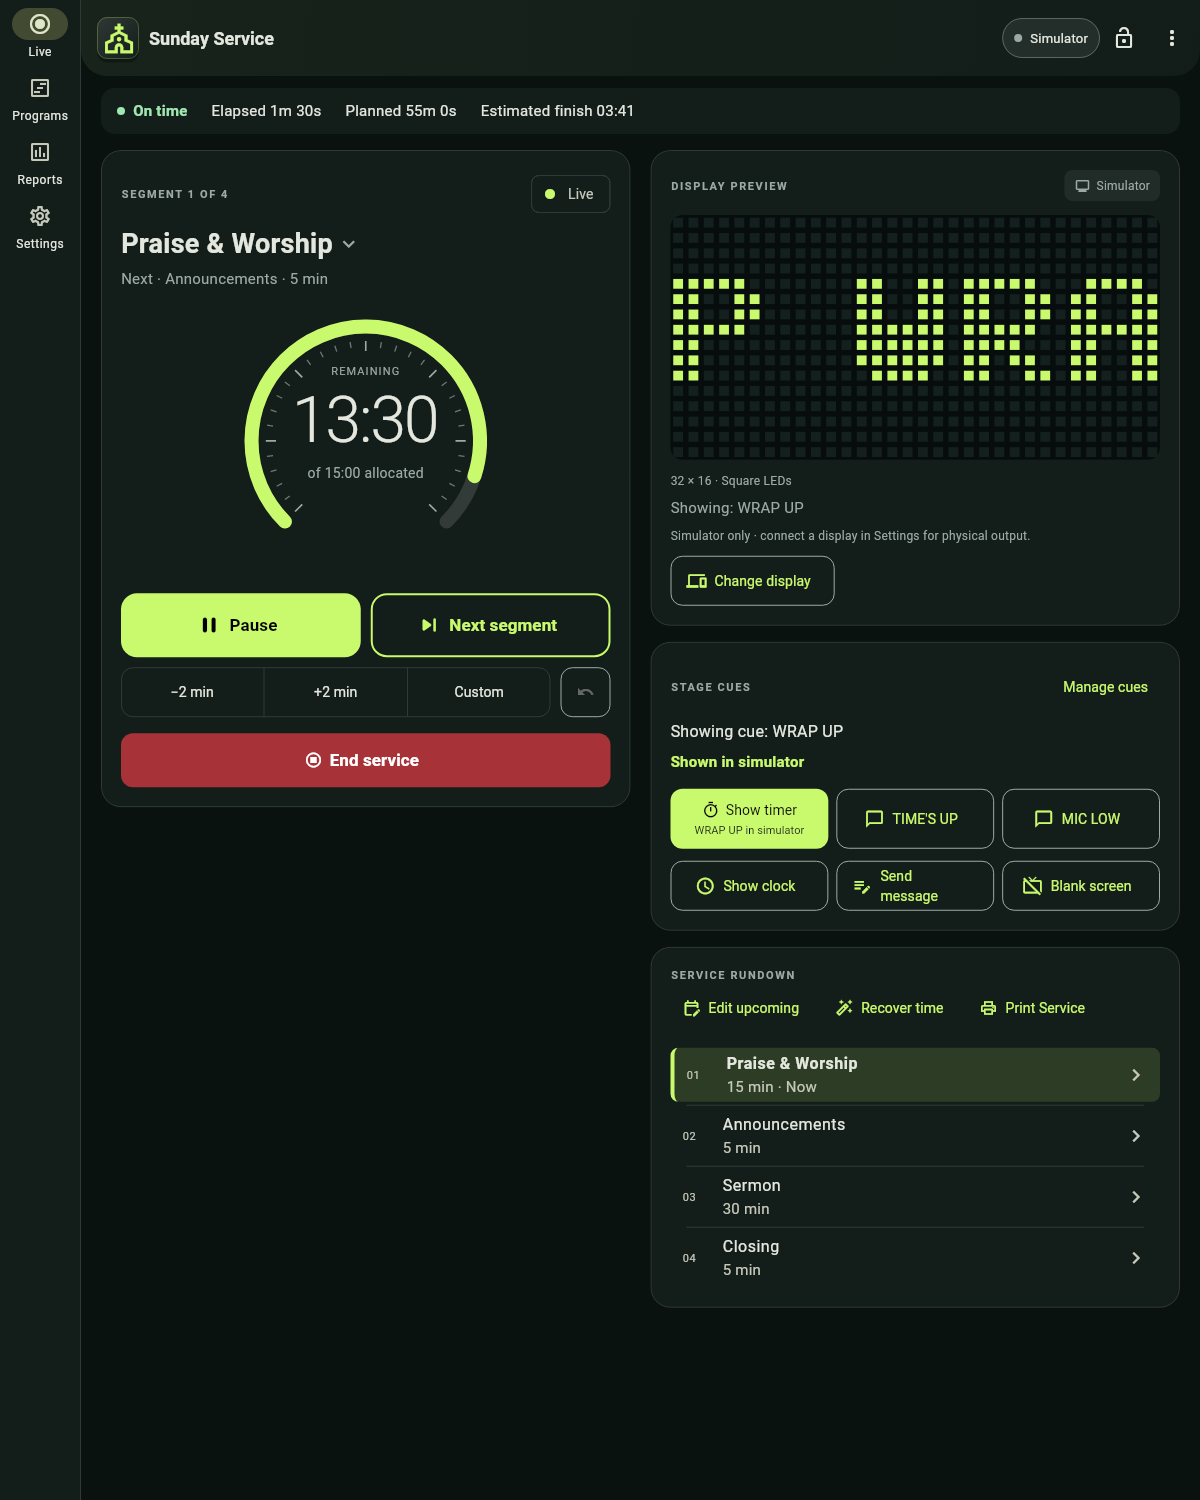 Live
Programs
Reports
Settings
Sunday Service
Simulator
On time
Elapsed 1m 30s
Planned 55m 0s
Estimated finish 03:41
SEGMENT 1 OF 4
Live
Praise & Worship
Next · Announcements · 5 min
REMAINING
13:30
of 15:00 allocated
Pause
Next segment
−2 min
+2 min
Custom
End service
DISPLAY PREVIEW
Simulator
P WRA
32 × 16 · Square LEDs
Showing: WRAP UP
Simulator only · connect a display in Settings for physical output.
Change display
STAGE CUES
Manage cues
Showing cue: WRAP UP
Shown in simulator
Show timer
WRAP UP in simulator
TIME'S UP
MIC LOW
Show clock
Send
message
Blank screen
SERVICE RUNDOWN
Edit upcoming
Recover time
Print Service
01
Praise & Worship
15 min · Now
02
Announcements
5 min
03
Sermon
30 min
04
Closing
5 min